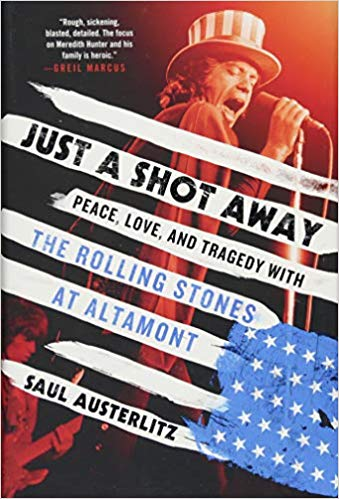 "Rough, sickening,
blasted, detailed. The focus
on Meredith Hunter and his
family is heroic."
—GREIL MARCUS
JUST A SHOT AWAY
PEACE, LOVE, AND TRAGEDY WITH
THE ROLLING STONES
AT ALTAMONT
SAUL AUSTERLITZ